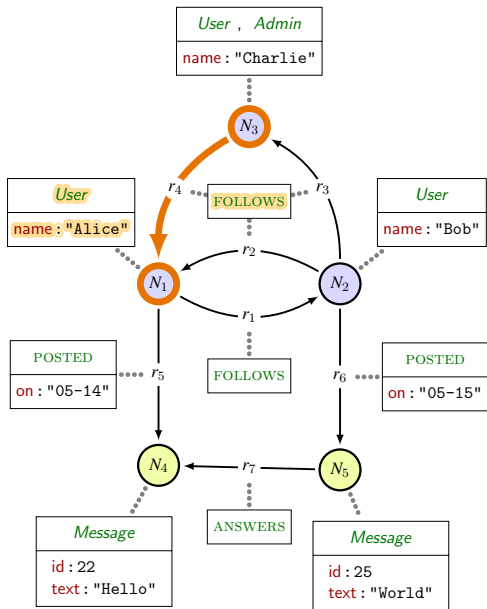 User , Admin
name : "Charlie"
N3
r4
r3
FOLLOWS
User
name : "Alice"
User
name : "Bob"
r2
N1
N2
r1
POSTED
on : "05-14"
r5
FOLLOWS
r6
POSTED
on : "05-15"
N4
r7
N5
ANSWERS
Message
id : 22
text : "Hello"
Message
id : 25
text : "World"